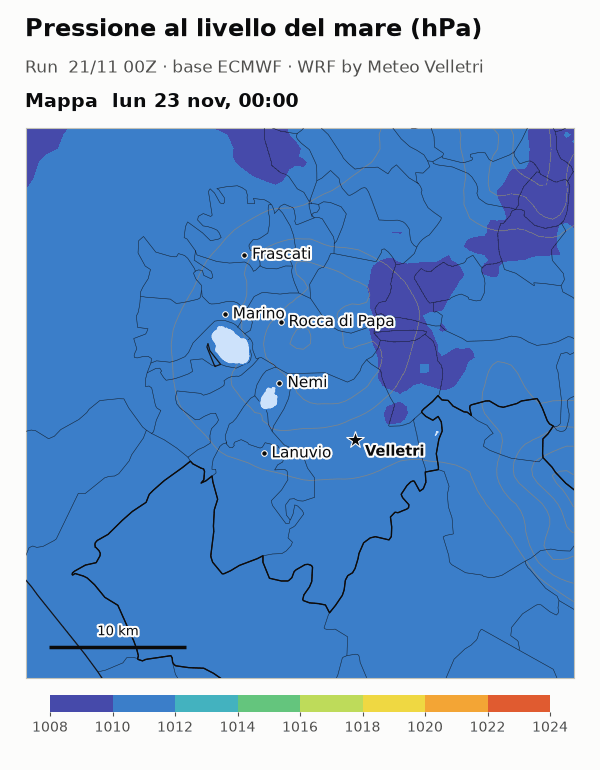 Pressione al livello del mare (hPa)
Run  21/11 00Z · base ECMWF · WRF by Meteo Velletri
Mappa  lun 23 nov, 00:00
Frascati
Marino
Rocca di Papa
Nemi
Lanuvio
Velletri
10 km
1008 1010 1012 1014 1016 1018 1020 1022 1024